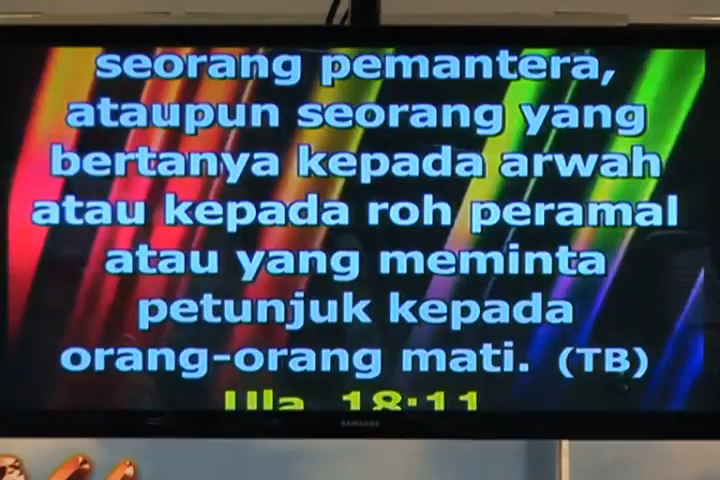 seorang pemantera,
ataupun seorang yang
bertanya kepada arwah
atau kepada roh peramal
atau yang meminta
petunjuk kepada
orang-orang mati. (TB)
Ula 18:11
SAMSUNG